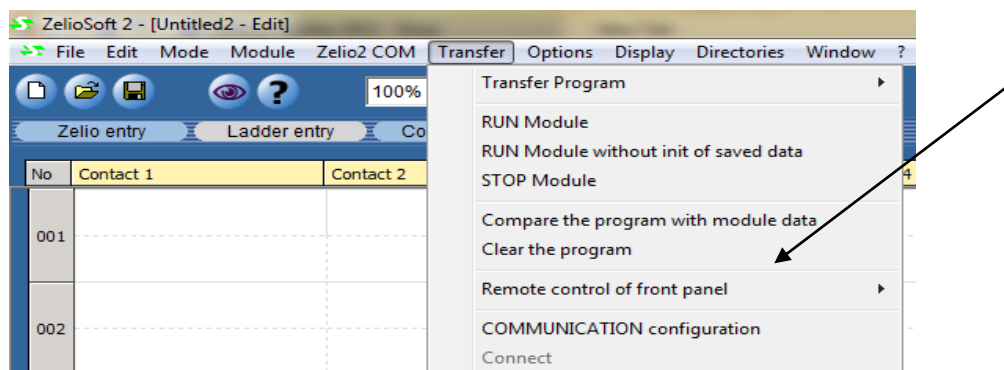 ZelioSoft 2 - [Untitled2 - Edit]
File Edit Mode Module Zelio2 COM Transfer Options Display Directories Window ?
100%
Zelio entry Ladder entry Co
No Contact 1 Contact 2 4
001
002
Transfer Program
RUN Module
RUN Module without init of saved data
STOP Module
Compare the program with module data
Clear the program
Remote control of front panel
COMMUNICATION configuration
Connect